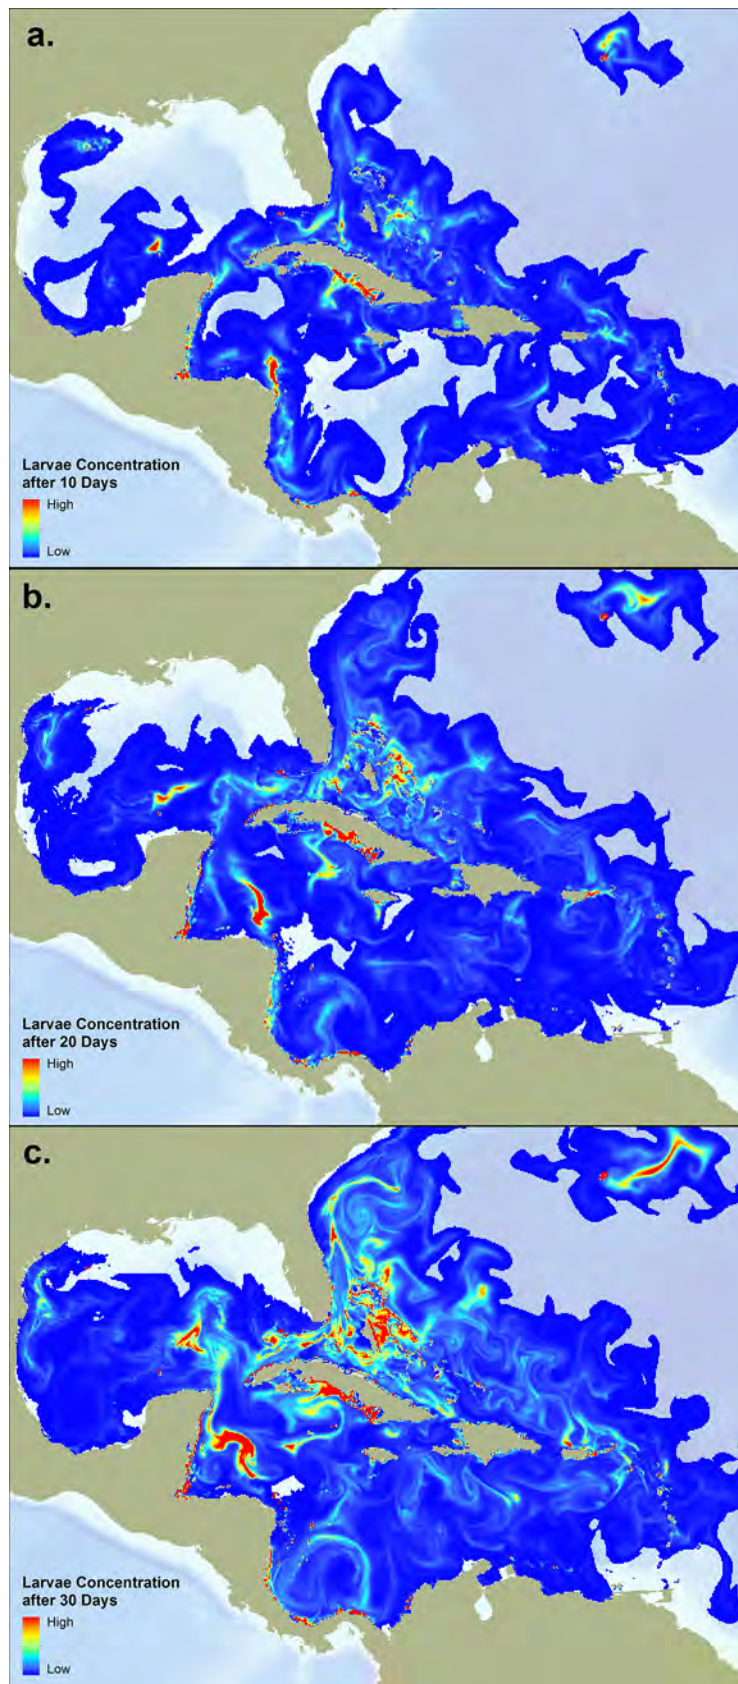 a.
Larvae Concentration
after 10 Days
High
Low
b.
Larvae Concentration
after 20 Days
High
Low
c.
Larvae Concentration
after 30 Days
High
Low